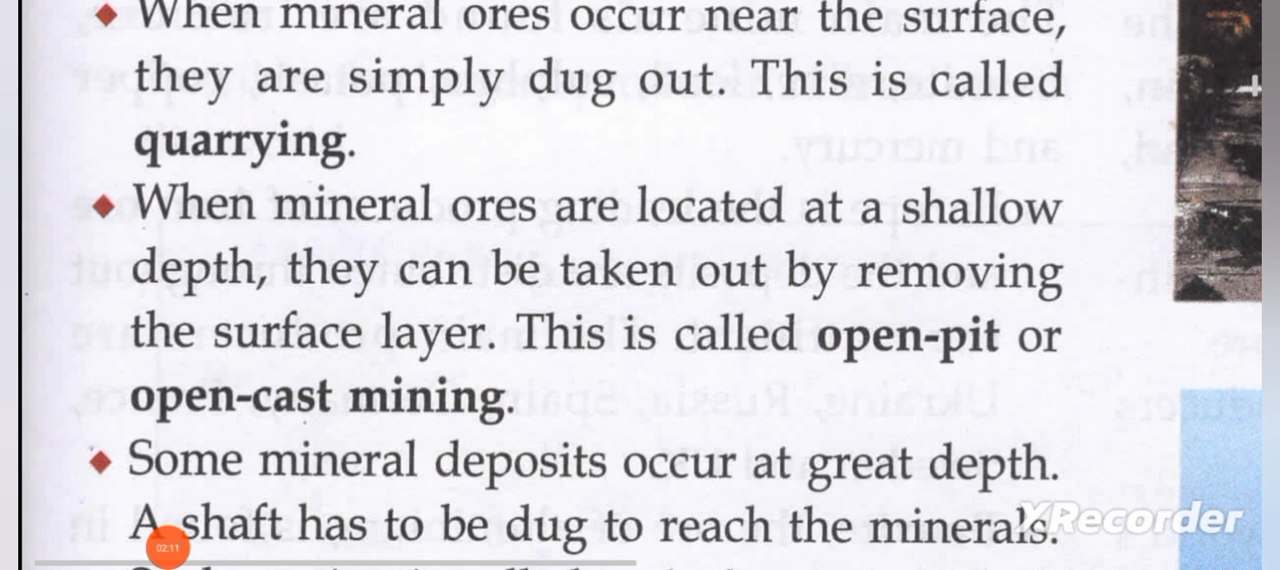 When mineral ores occur near the surface,
they are simply dug out. This is called
quarrying.
When mineral ores are located at a shallow
depth, they can be taken out by removing
the surface layer. This is called open-pit or
open-cast mining.
Some mineral deposits occur at great depth.
A shaft has to be dug to reach the minerals.
XRecorder
02:11